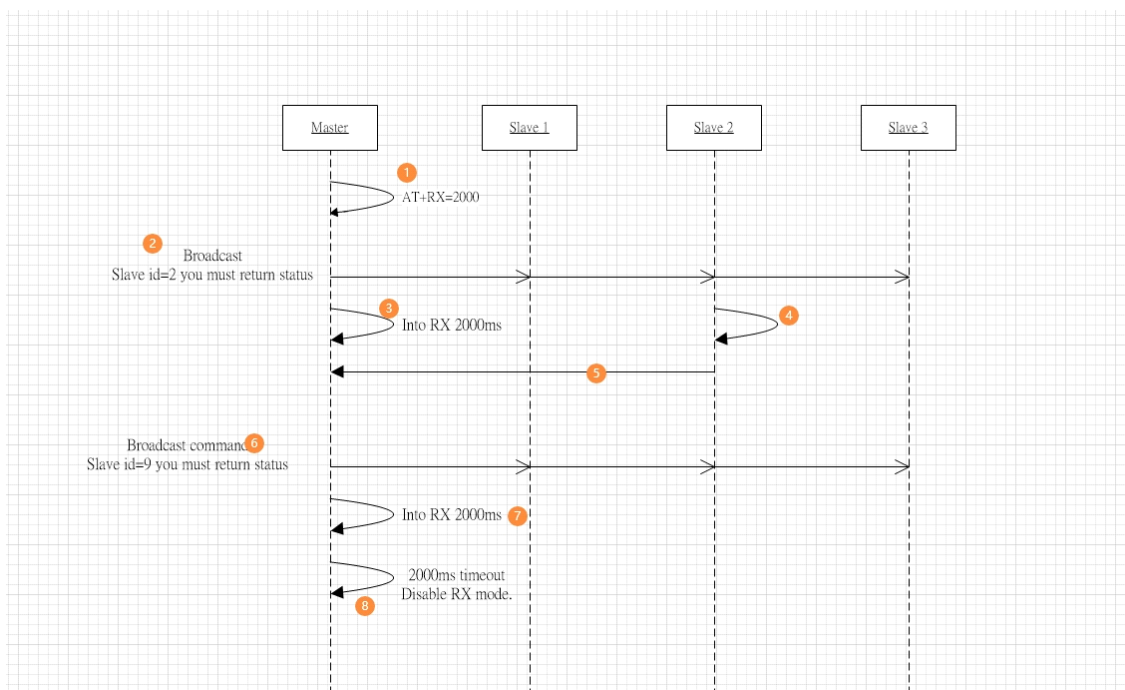 Master
Slave 1
Slave 2
Slave 3
1
AT+RX=2000
2
Broadcast
Slave id=2 you must return status
3
Into RX 2000ms
4
5
Broadcast command 6
Slave id=9 you must return status
Into RX 2000ms 7
2000ms timeout
Disable RX mode.
8